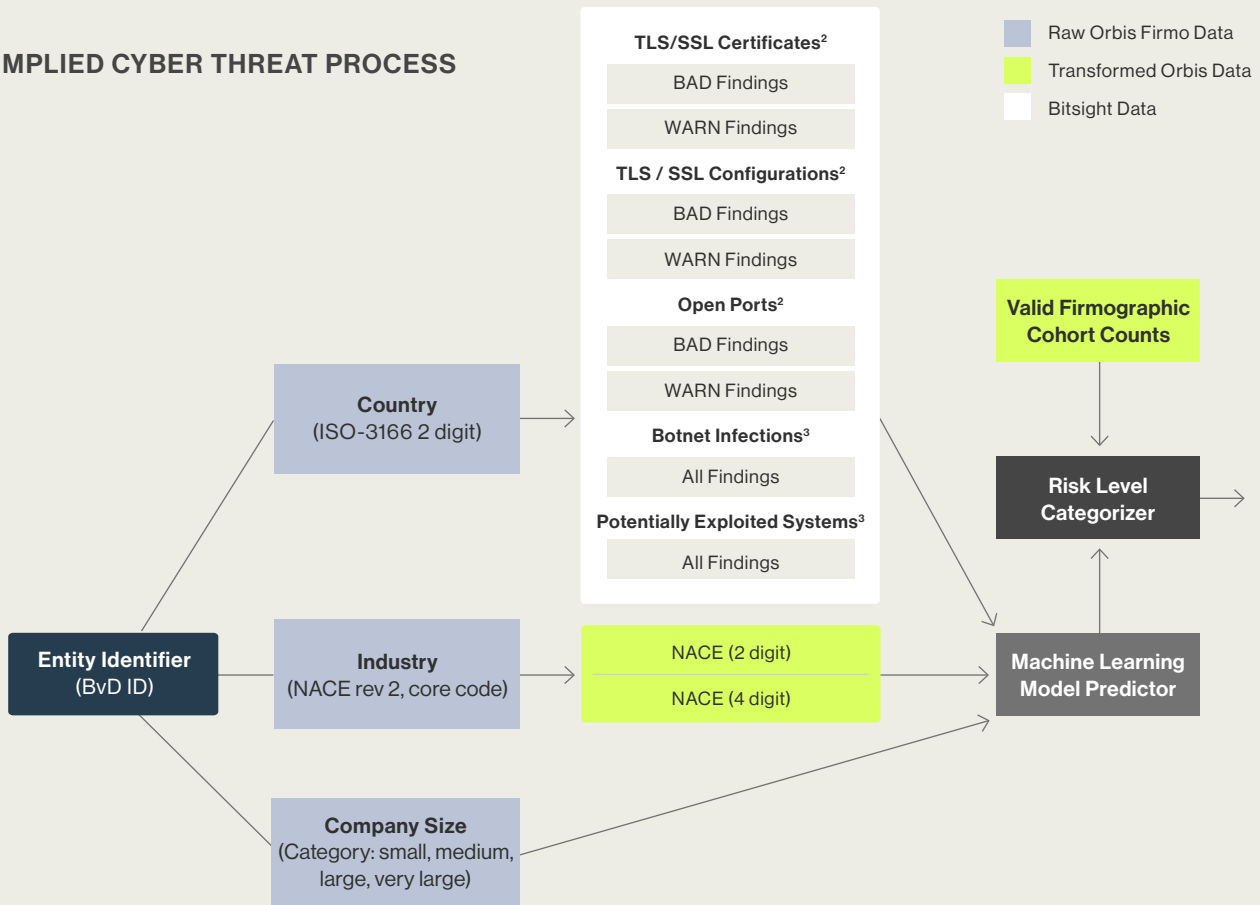 MPLIED CYBER THREAT PROCESS
Raw Orbis Firmo Data
Transformed Orbis Data
Bitsight Data
TLS/SSL Certificates²
BAD Findings
WARN Findings
TLS / SSL Configurations²
BAD Findings
WARN Findings
Open Ports²
BAD Findings
WARN Findings
Botnet Infections³
All Findings
Potentially Exploited Systems³
All Findings
Country
(ISO-3166 2 digit)
Valid Firmographic
Cohort Counts
Risk Level
Categorizer
Entity Identifier
(BvD ID)
Industry
(NACE rev 2, core code)
NACE (2 digit)
NACE (4 digit)
Machine Learning
Model Predictor
Company Size
(Category: small, medium,
large, very large)